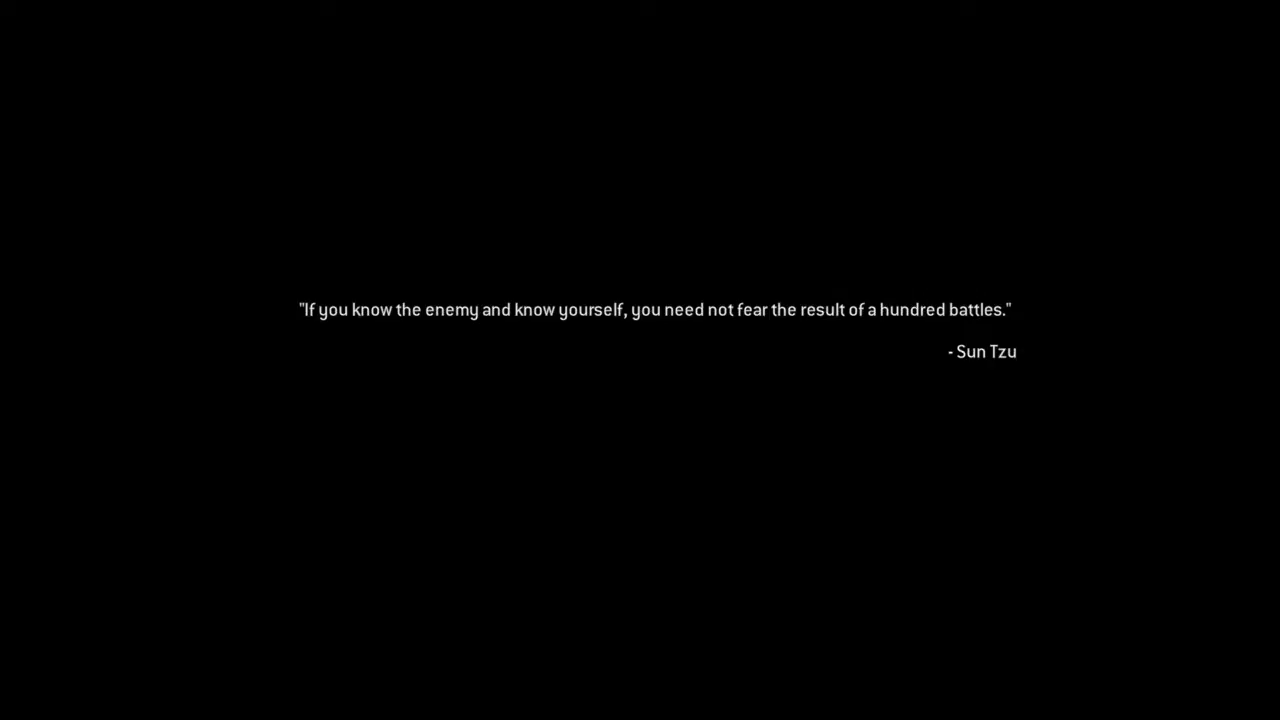 "If you know the enemy and know yourself, you need not fear the result of a hundred battles."
- Sun Tzu